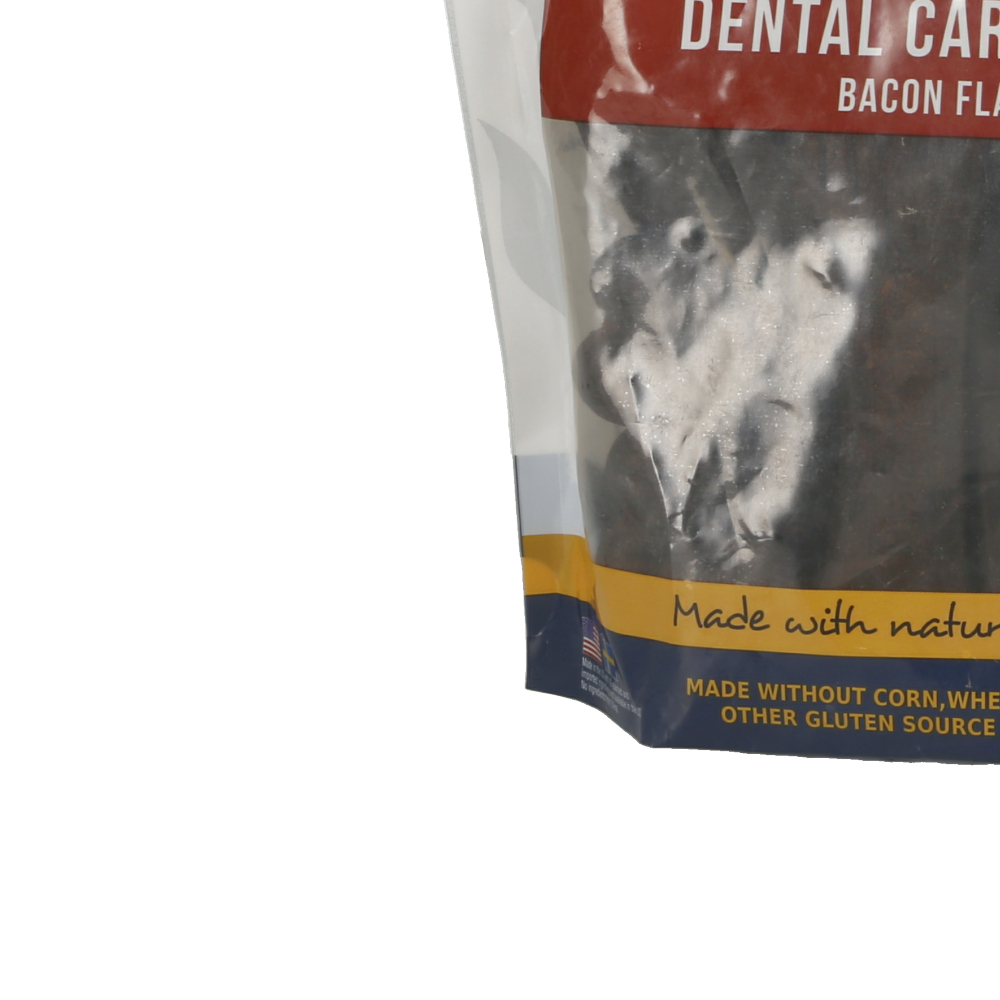 DENTAL CAR
BACON FLA
Made with natur
MADE WITHOUT CORN,WHE
OTHER GLUTEN SOURCE